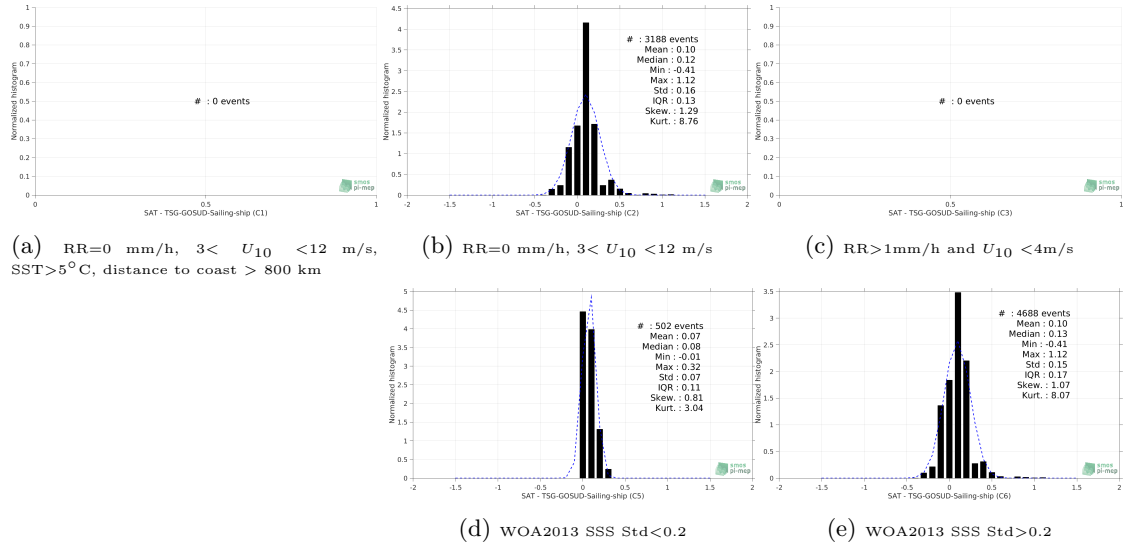 1
0.9
0.8
0.7
0.6
0.5
0.4
0.3
0.2
0.1
0
Normalized histogram
# : 0 events
smos
pi-mep
0 0.5 1
SAT - TSG-GOSUD-Sailing-ship (C1)
(a) RR=0 mm/h, 3< U10 <12 m/s,
SST>5°C, distance to coast > 800 km
4.5
4
3.5
3
2.5
2
1.5
1
0.5
0
Normalized histogram
# : 3188 events
Mean : 0.10
Median : 0.12
Min : -0.41
Max : 1.12
Std : 0.16
IQR : 0.13
Skew. : 1.29
Kurt. : 8.76
smos
pi-mep
-2 -1.5 -1 -0.5 0 0.5 1 1.5 2
SAT - TSG-GOSUD-Sailing-ship (C2)
(b) RR=0 mm/h, 3< U10 <12 m/s
1
0.9
0.8
0.7
0.6
0.5
0.4
0.3
0.2
0.1
0
Normalized histogram
# : 0 events
smos
pi-mep
0 0.5 1
SAT - TSG-GOSUD-Sailing-ship (C3)
(c) RR>1mm/h and U10 <4m/s
5
4.5
4
3.5
3
2.5
2
1.5
1
0.5
0
Normalized histogram
# : 502 events
Mean : 0.07
Median : 0.08
Min : -0.01
Max : 0.32
Std : 0.07
IQR : 0.11
Skew. : 0.81
Kurt. : 3.04
smos
pi-mep
-2 -1.5 -1 -0.5 0 0.5 1 1.5 2
SAT - TSG-GOSUD-Sailing-ship (C5)
(d) WOA2013 SSS Std<0.2
3.5
3
2.5
2
1.5
1
0.5
0
Normalized histogram
# : 4688 events
Mean : 0.10
Median : 0.13
Min : -0.41
Max : 1.12
Std : 0.15
IQR : 0.17
Skew. : 1.07
Kurt. : 8.07
smos
pi-mep
-2 -1.5 -1 -0.5 0 0.5 1 1.5 2
SAT - TSG-GOSUD-Sailing-ship (C6)
(e) WOA2013 SSS Std>0.2